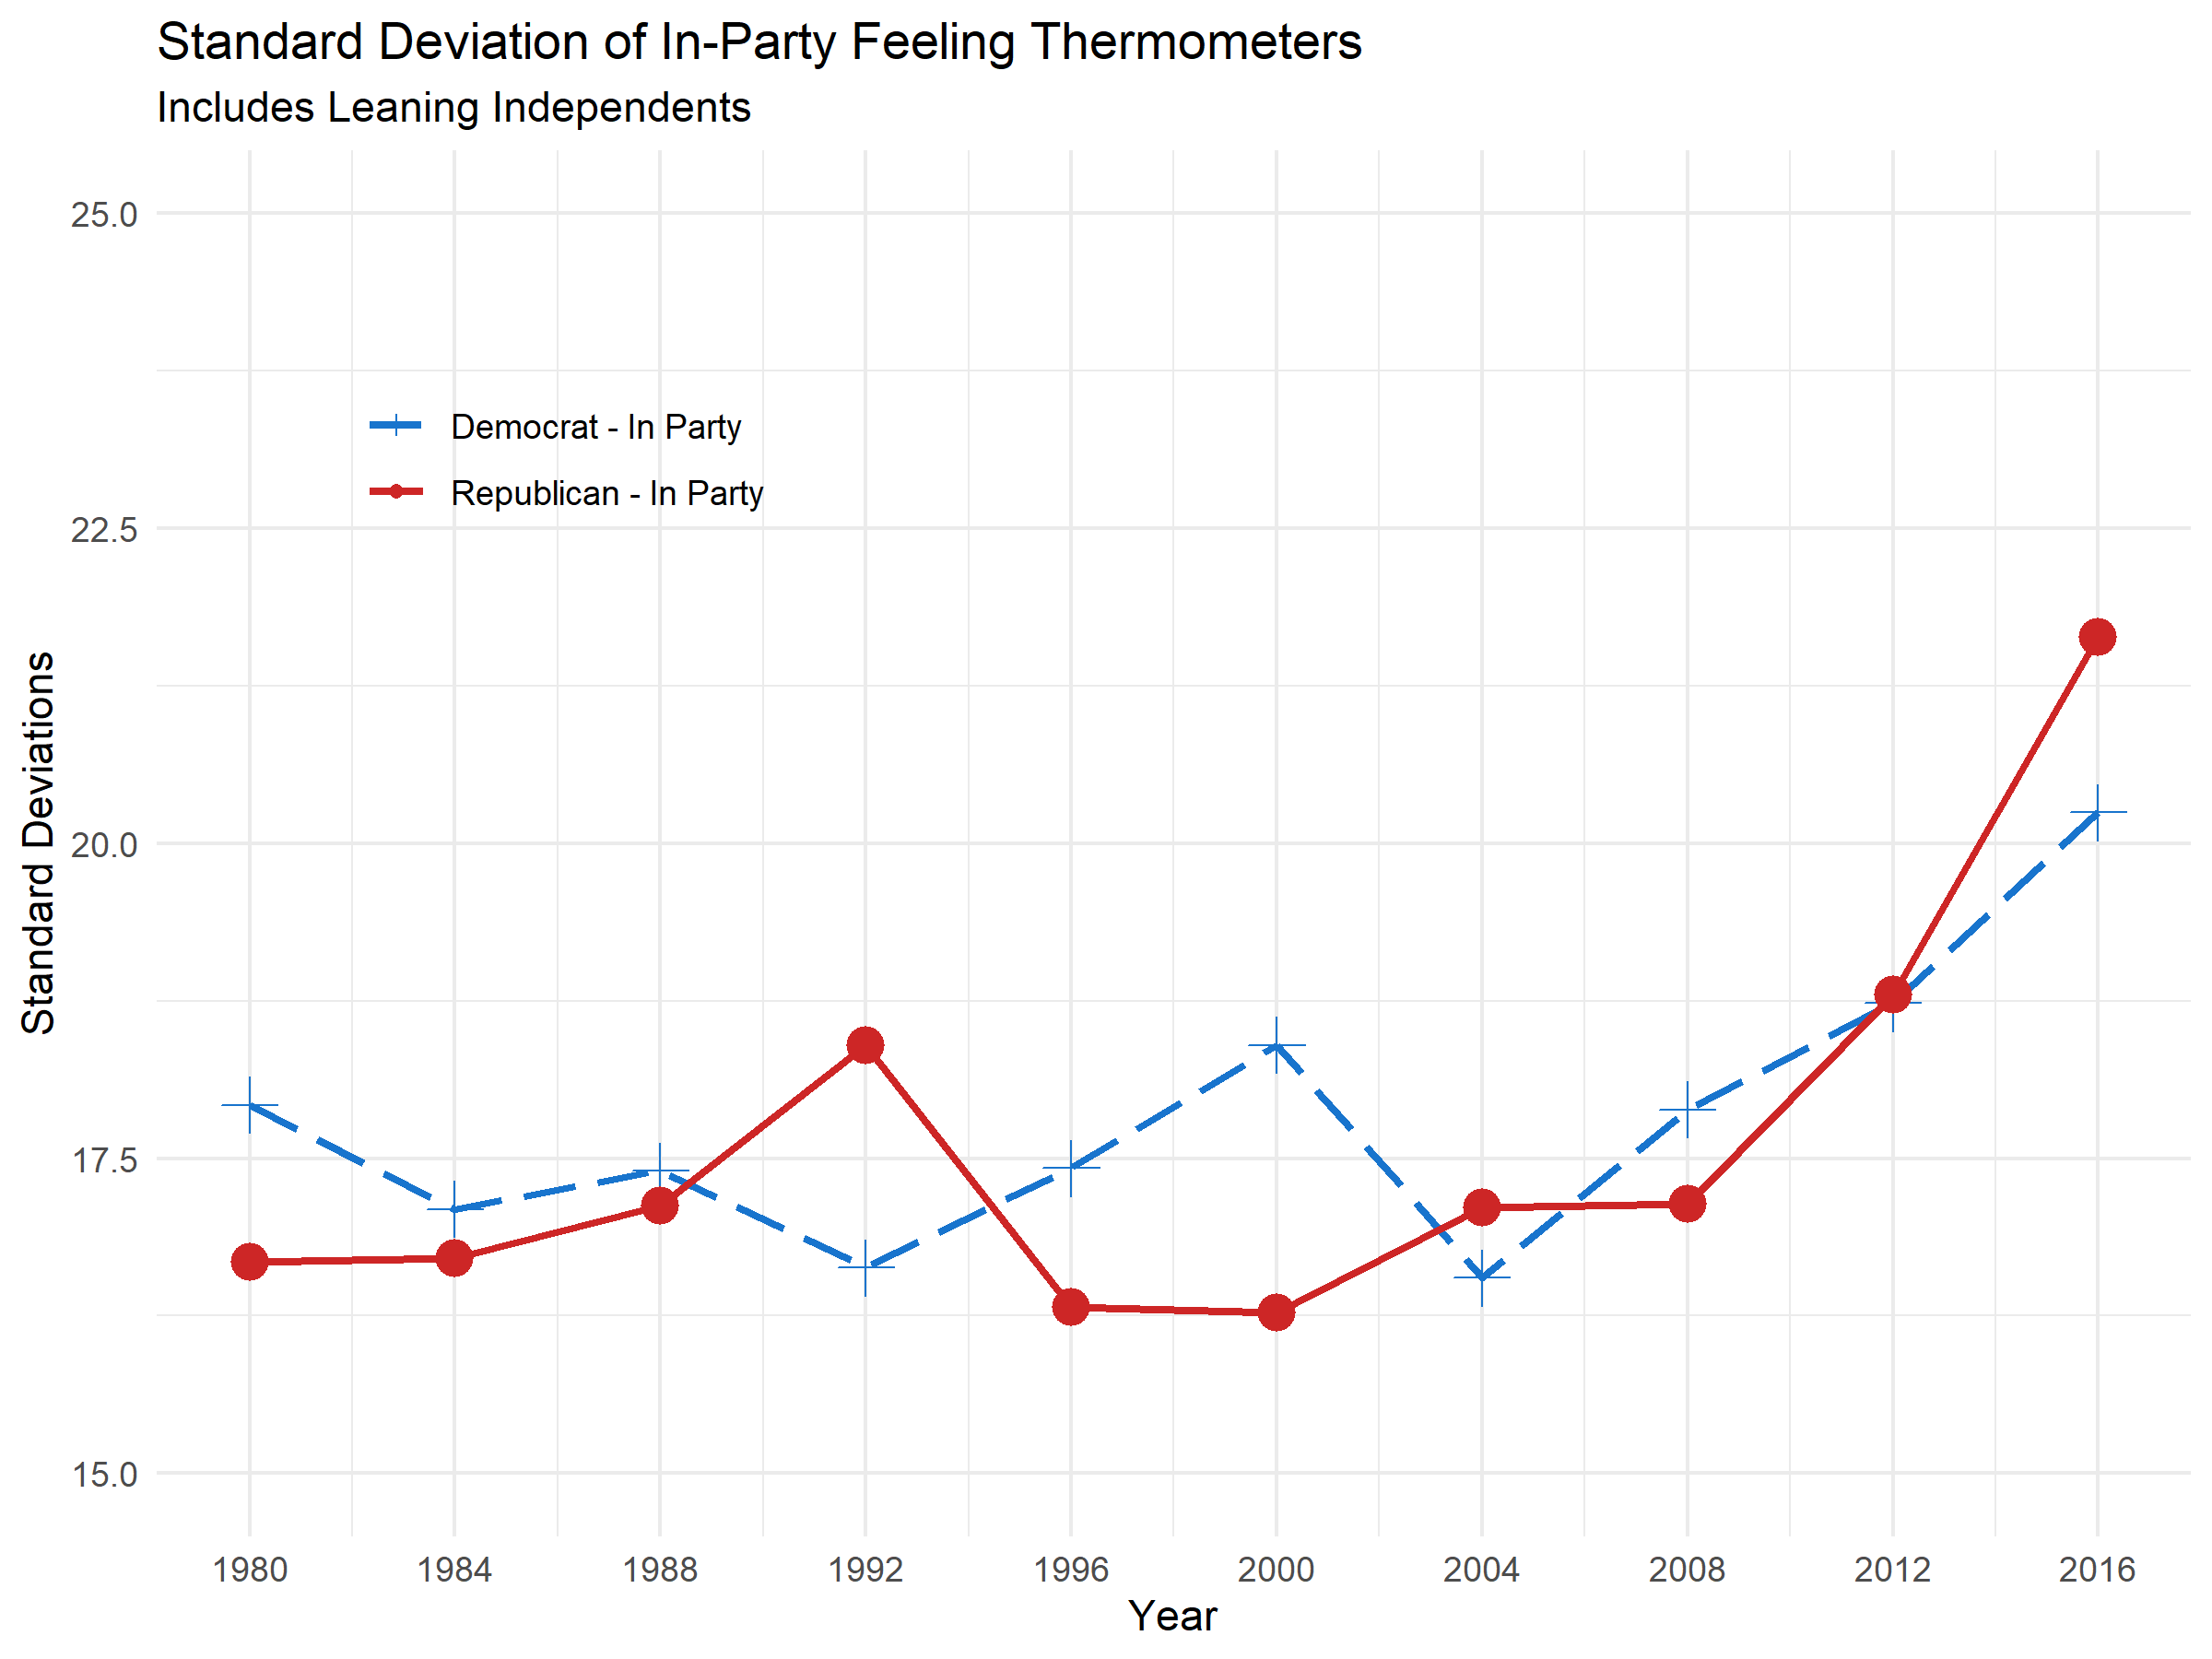 Standard Deviation of In-Party Feeling Thermometers
Includes Leaning Independents
25.0
22.5
20.0
17.5
15.0
Standard Deviations
Democrat - In Party
Republican - In Party
1980 1984 1988 1992 1996 2000 2004 2008 2012 2016
Year